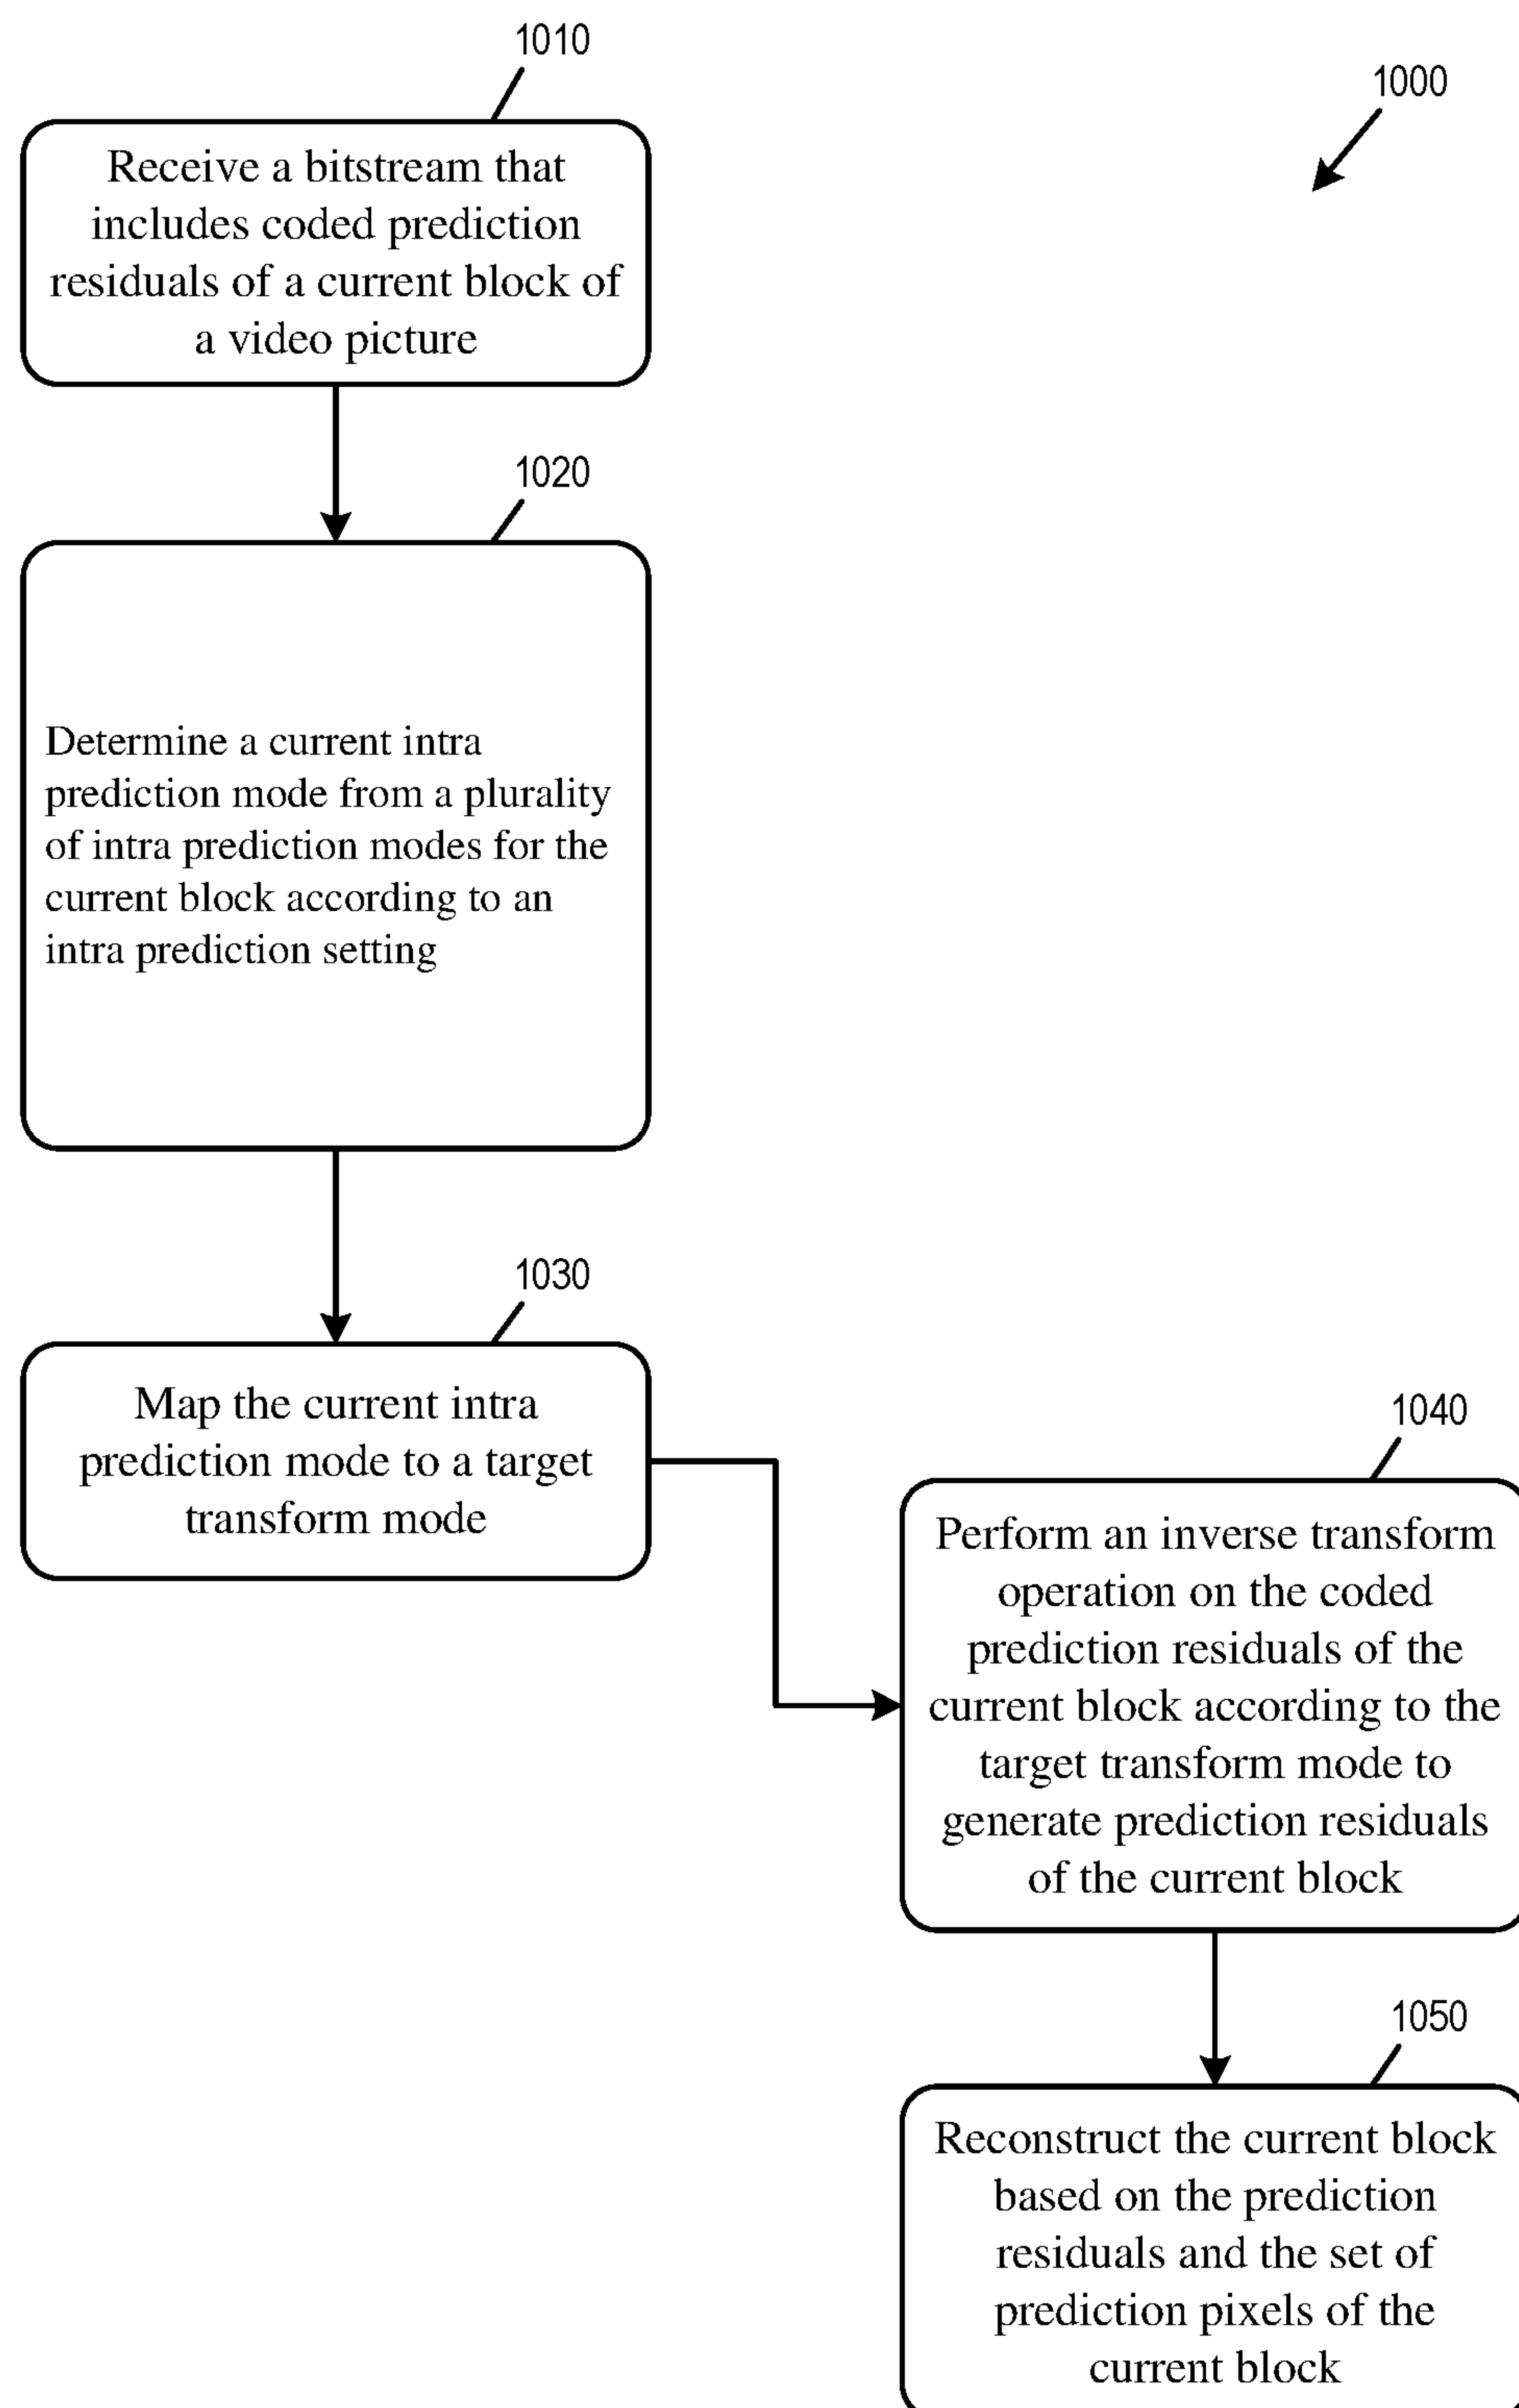 1010
1000
Receive a bitstream that
includes coded prediction
residuals of a current block of
a video picture
1020
Determine a current intra
prediction mode from a plurality
of intra prediction modes for the
current block according to an
intra prediction setting
1030
Map the current intra
prediction mode to a target
transform mode
1040
Perform an inverse transform
operation on the coded
prediction residuals of the
current block according to the
target transform mode to
generate prediction residuals
of the current block
1050
Reconstruct the current block
based on the prediction
residuals and the set of
prediction pixels of the
current block